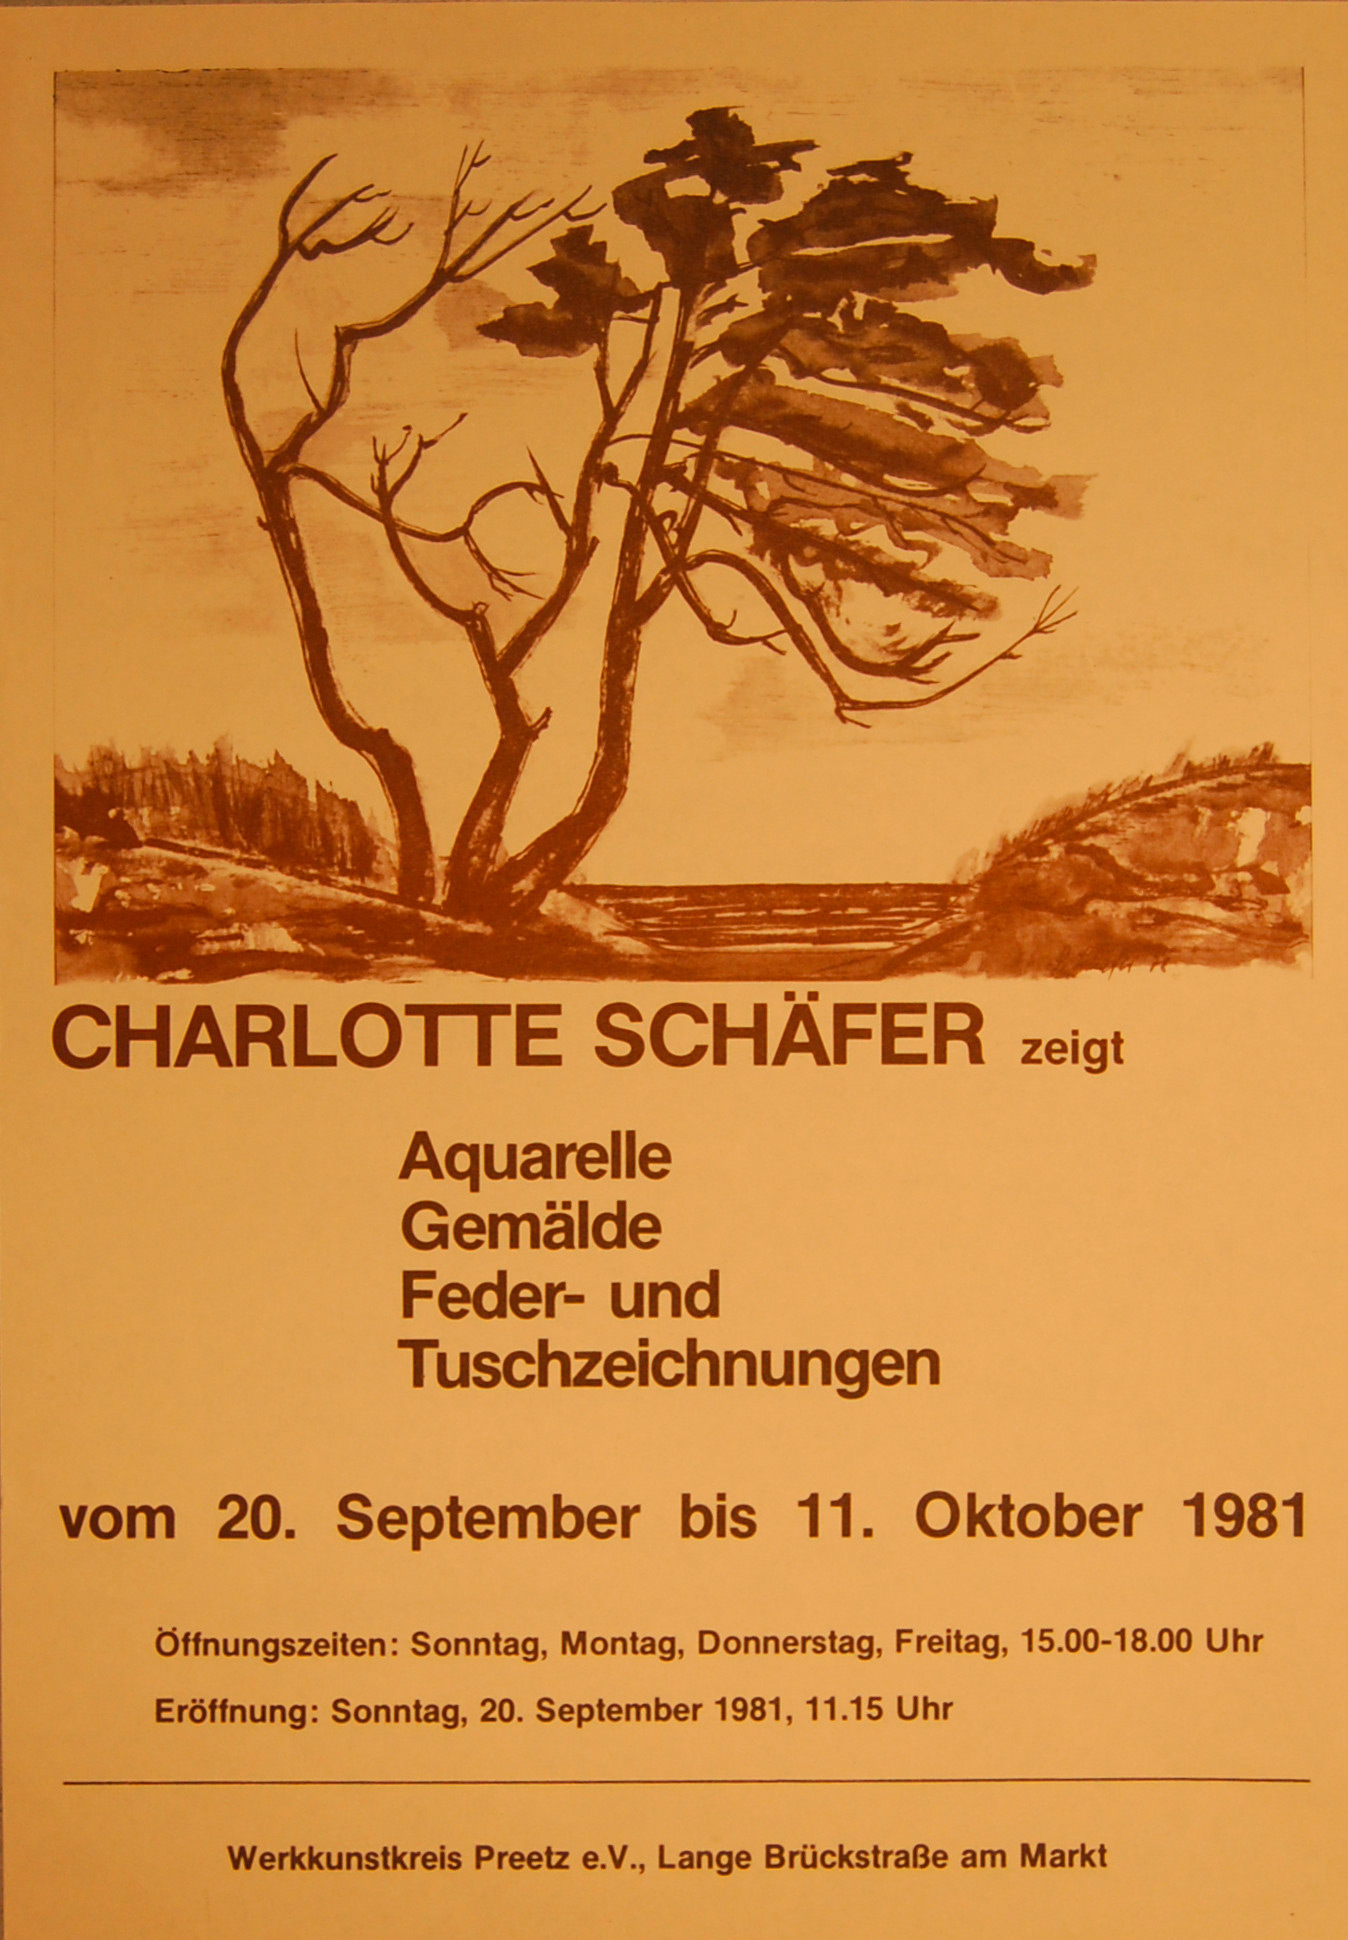 CHARLOTTE SCHÄFER zeigt
Aquarelle
Gemälde
Feder- und
Tuschzeichnungen
vom 20. September bis 11. Oktober 1981
Öffnungszeiten: Sonntag, Montag, Donnerstag, Freitag, 15.00-18.00 Uhr
Eröffnung: Sonntag, 20. September 1981, 11.15 Uhr
Werkkunstkreis Preetz e.V., Lange Brückstraße am Markt